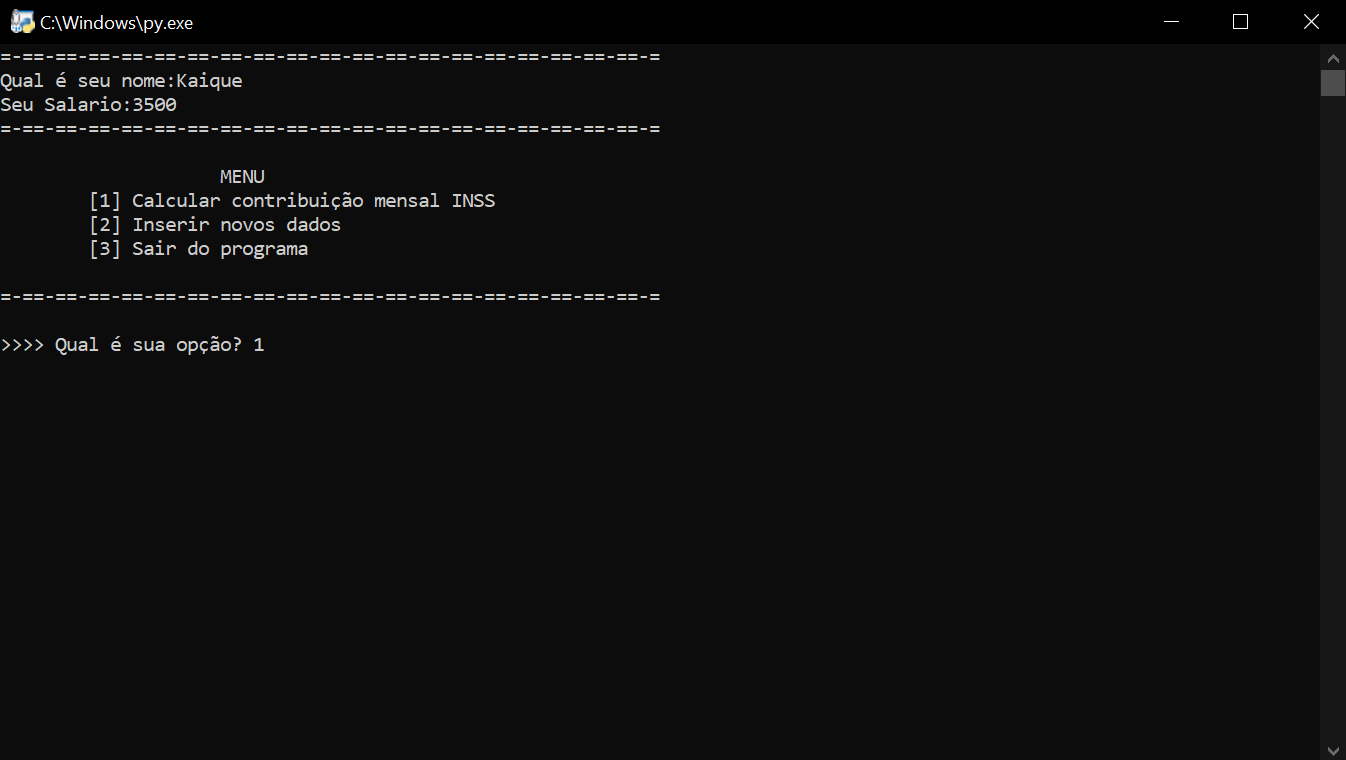 C:\Windows\py.exe
=-==-==-==-==-==-==-==-==-==-==-==-==-==-==-==-==-==-==-==-=
Qual é seu nome:Kaique
Seu Salario:3500
=-==-==-==-==-==-==-==-==-==-==-==-==-==-==-==-==-==-==-==-=
MENU
[1] Calcular contribuição mensal INSS
[2] Inserir novos dados
[3] Sair do programa
=-==-==-==-==-==-==-==-==-==-==-==-==-==-==-==-==-==-==-==-=
>>>> Qual é sua opção? 1